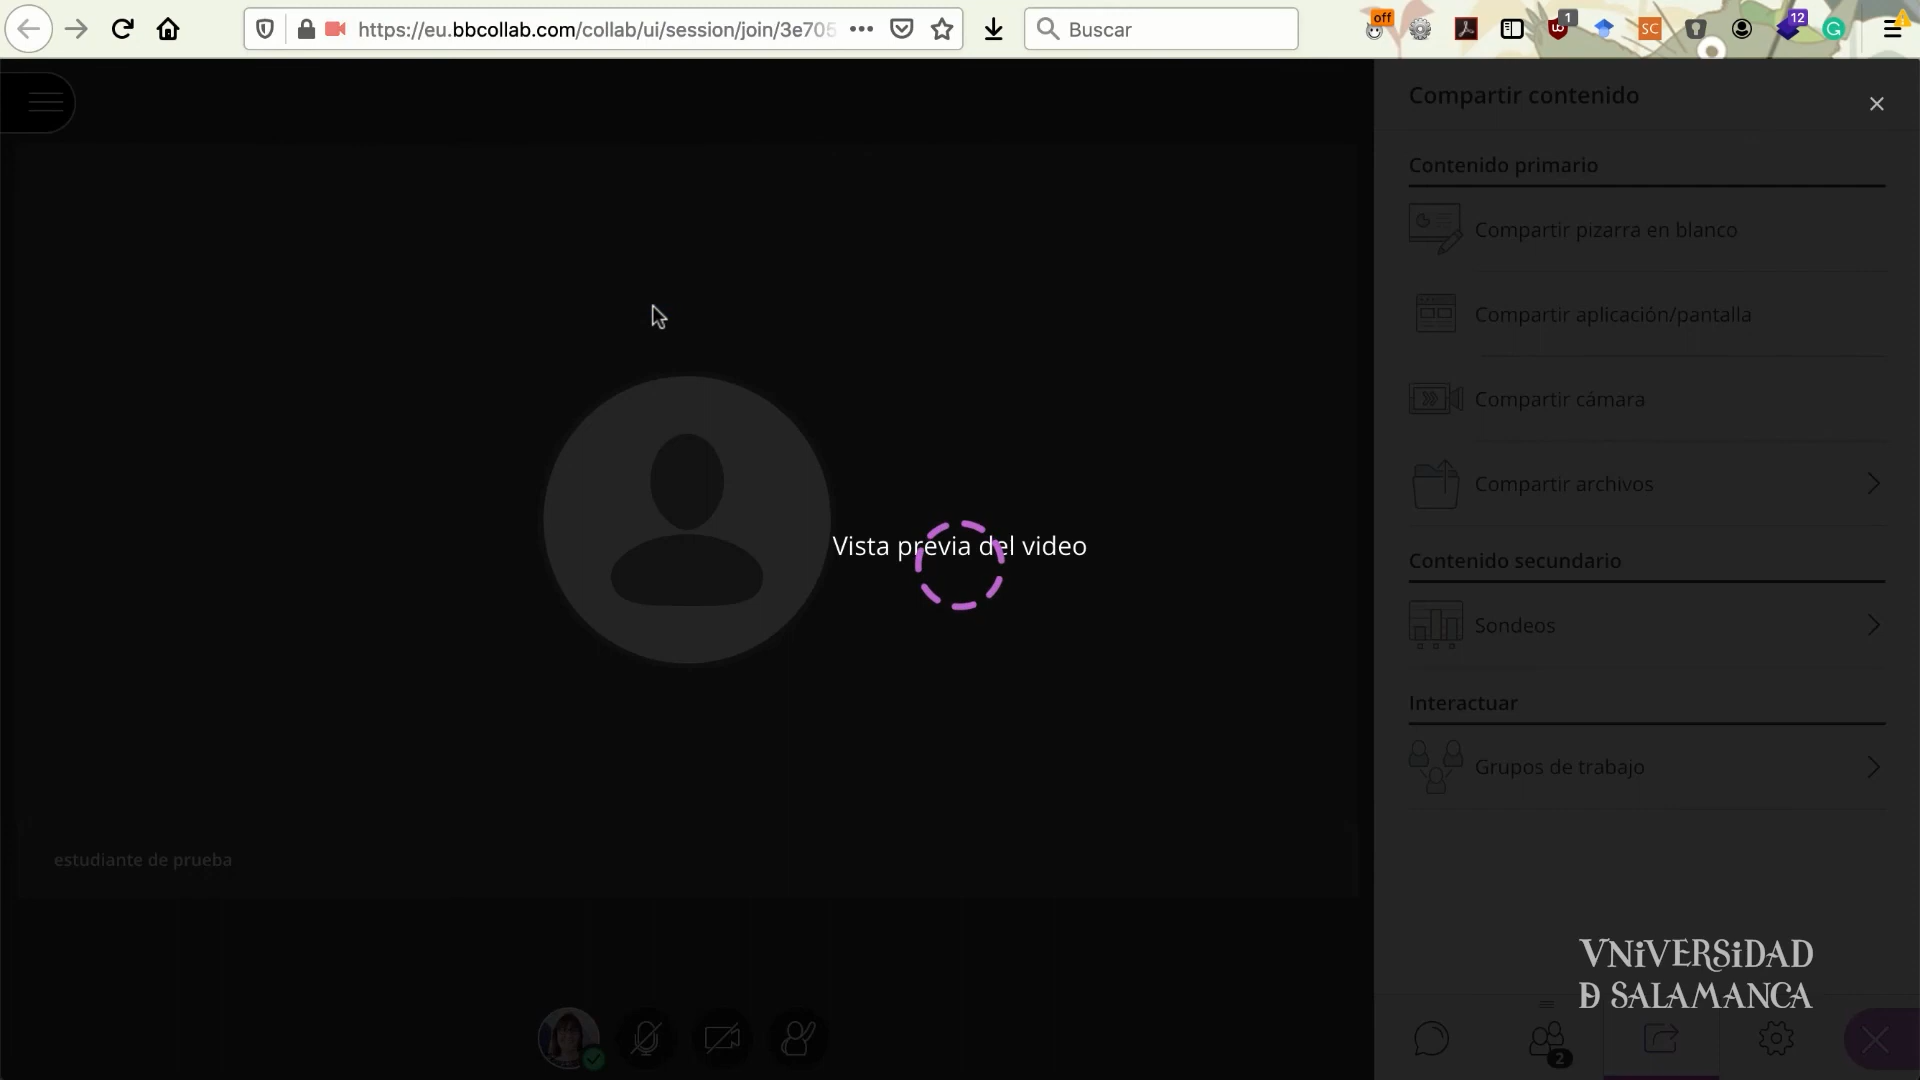 https://eu.bbcollab.com/collab/ui/session/join/3e705
Buscar
off
1
SC
12
Compartir contenido
Contenido primario
Compartir pizarra en blanco
Compartir aplicación/pantalla
Compartir cámara
Compartir archivos
Vista previa del video
Contenido secundario
Sondeos
Interactuar
Grupos de trabajo
estudiante de prueba
VNiVERSiDAD
D SALAMANCA
2